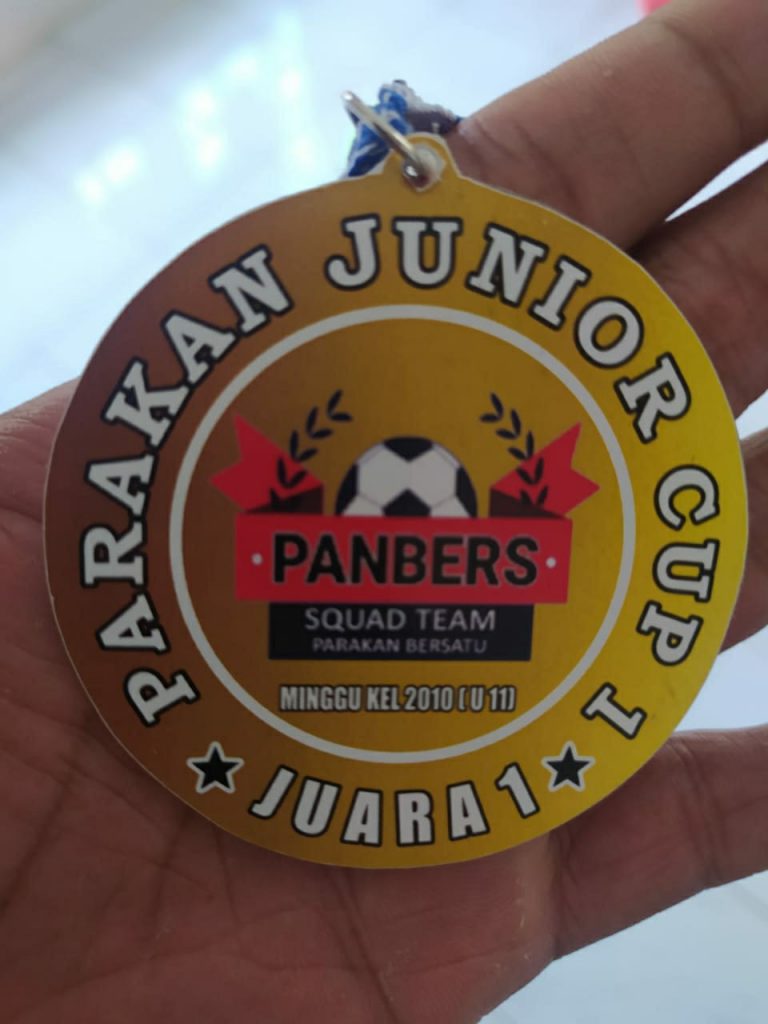 PARAKAN JUNIOR CUP 1
PANBERS
SQUAD TEAM
PARAKAN BERSATU
MINGGU KEL 2010 ( U 11)
JUARA 1